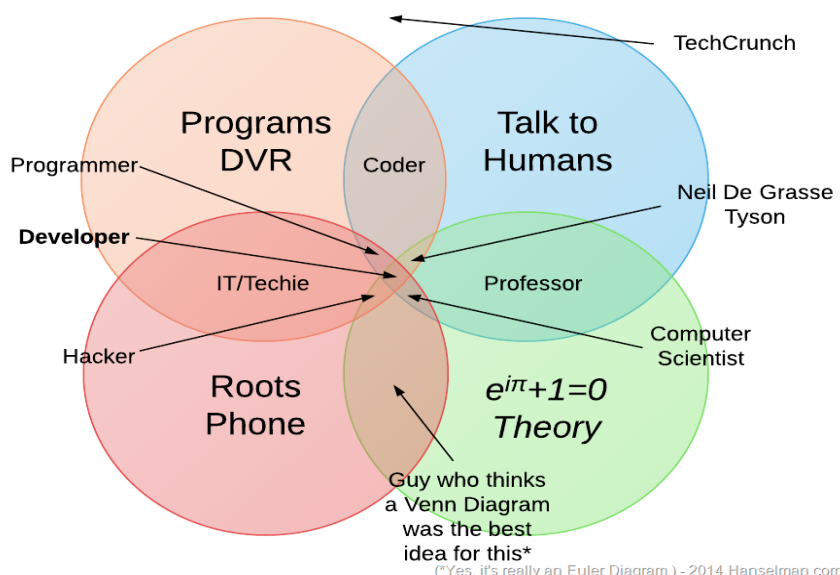 TechCrunch
Programs
DVR
Talk to
Humans
Programmer
Coder
Neil De Grasse
Tyson
Developer
IT/Techie
Professor
Hacker
Computer
Scientist
Roots
Phone
e^{iπ}+1=0
Theory
Guy who thinks
a Venn Diagram
was the best
idea for this*
(*Yes, it's really an Euler Diagram.) - 2014 Hanselman.com